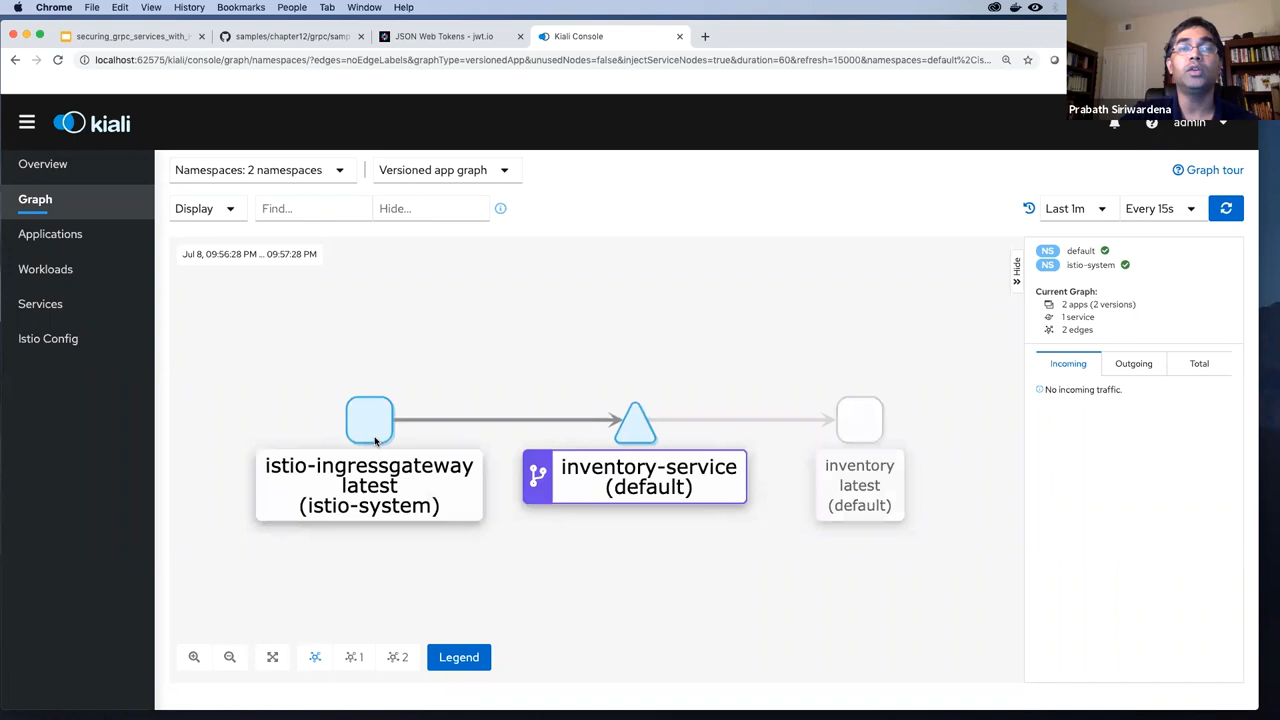 Chrome File Edit View History Bookmarks People Tab Window Help
securing_grpc_services_with_i
samples/chapter12/grpc/samp
JSON Web Tokens - jwt.io
Kiali Console
localhost:62575/kiali/console/graph/namespaces/?edges=noEdgeLabels&graphType=versionedApp&unusedNodes=false&injectServiceNodes=true&duration=60&refresh=15000&namespaces=default%2Cis...
Prabath Siriwardena
kiali
admin
Overview
Graph
Applications
Workloads
Services
Istio Config
Namespaces: 2 namespaces
Versioned app graph
Graph tour
Display
Find...
Hide...
Last 1m
Every 15s
Jul 8, 09:56:28 PM ... 09:57:28 PM
Hide
NS default
NS istio-system
Current Graph:
2 apps (2 versions)
1 service
2 edges
Incoming
Outgoing
Total
No incoming traffic.
istio-ingressgateway
latest
(istio-system)
inventory-service
(default)
inventory
latest
(default)
1
2
Legend